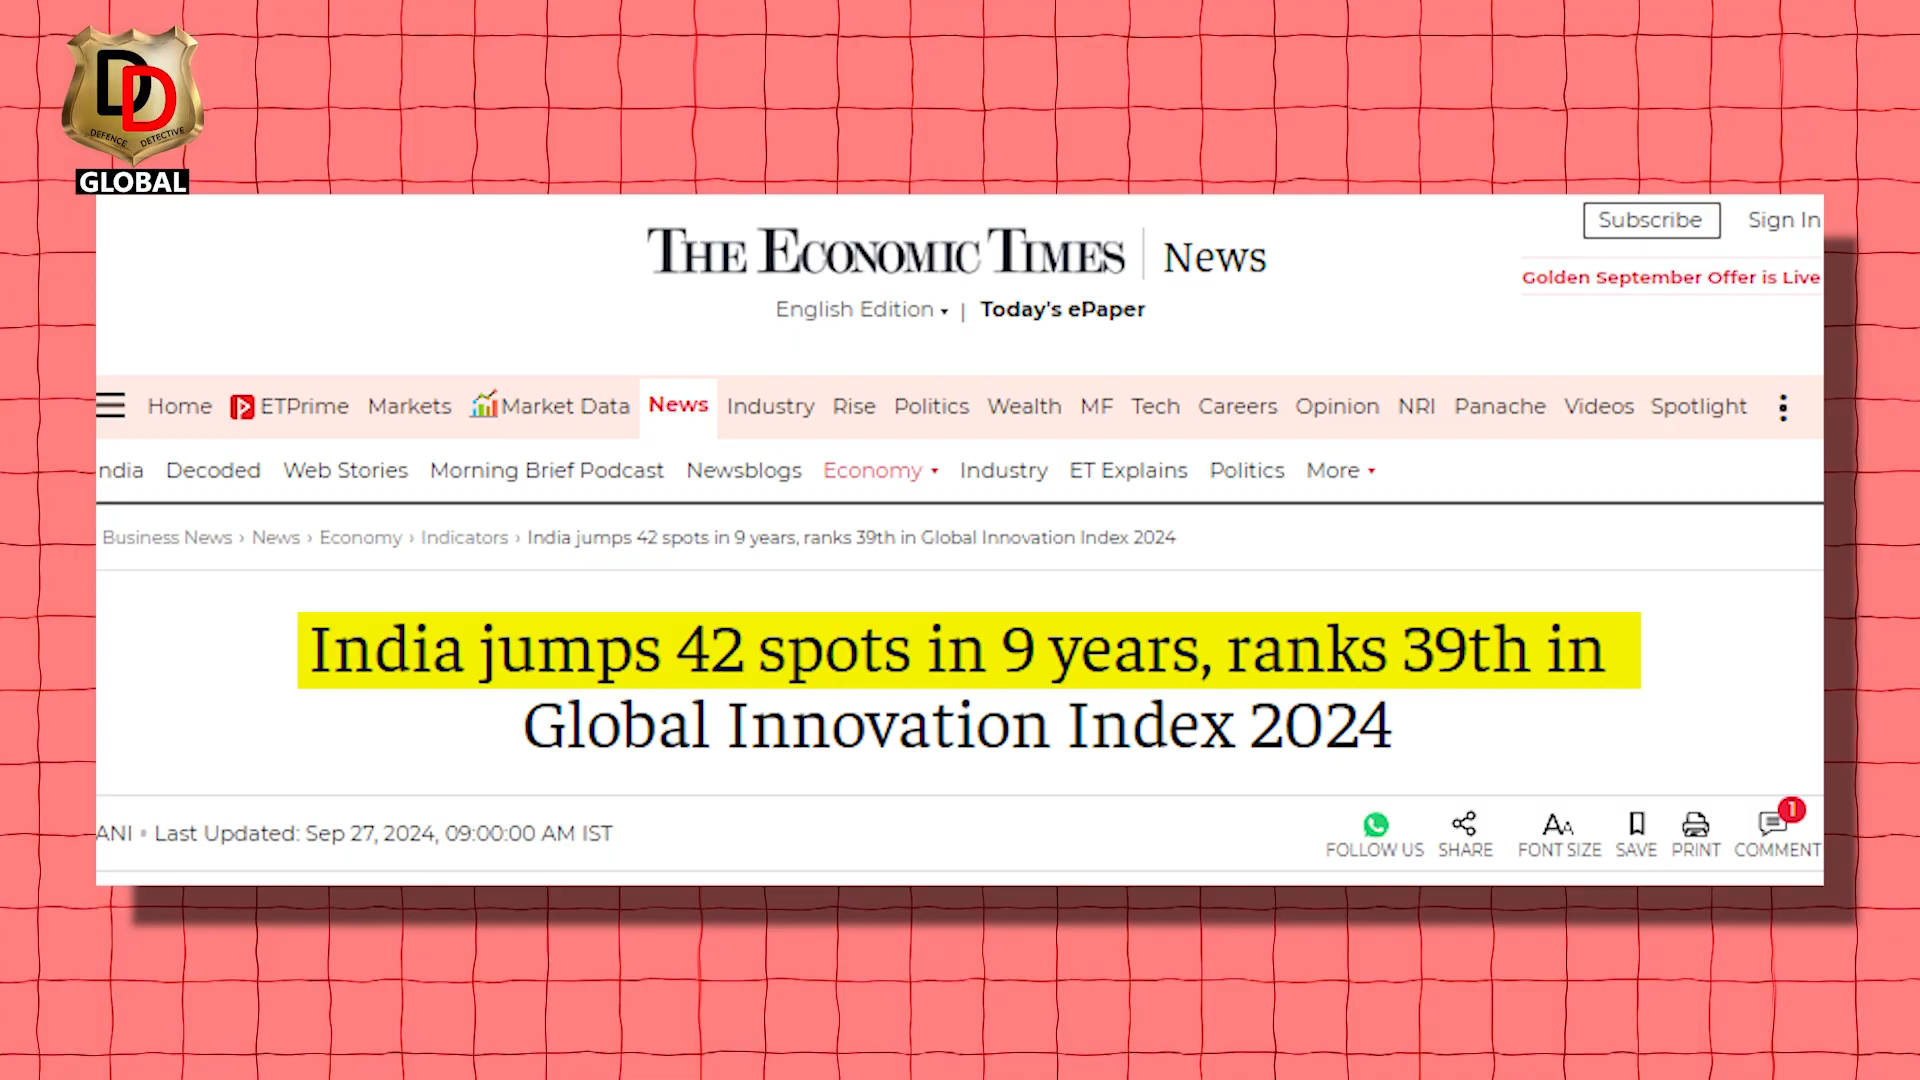 DD
DEFENCE DETECTIVE
GLOBAL
Subscribe Sign In
THE ECONOMIC TIMES | News
Golden September Offer is Live
English Edition | Today's ePaper
Home ETPrime Markets Market Data News Industry Rise Politics Wealth MF Tech Careers Opinion NRI Panache Videos Spotlight
ndia Decoded Web Stories Morning Brief Podcast Newsblogs Economy Industry ET Explains Politics More
Business News › News › Economy › Indicators › India jumps 42 spots in 9 years, ranks 39th in Global Innovation Index 2024
India jumps 42 spots in 9 years, ranks 39th in
Global Innovation Index 2024
ANI • Last Updated: Sep 27, 2024, 09:00:00 AM IST
1
FOLLOW US SHARE FONT SIZE SAVE PRINT COMMENT